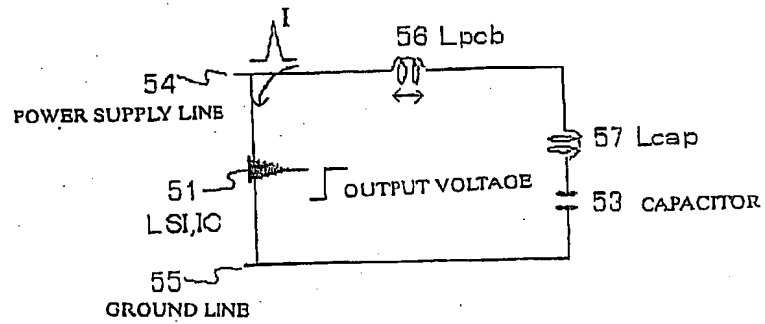 I
56 Lpcb
54
POWER SUPPLY LINE
57 Lcap
51
LSI,IC
OUTPUT VOLTAGE
53 CAPACITOR
55
GROUND LINE